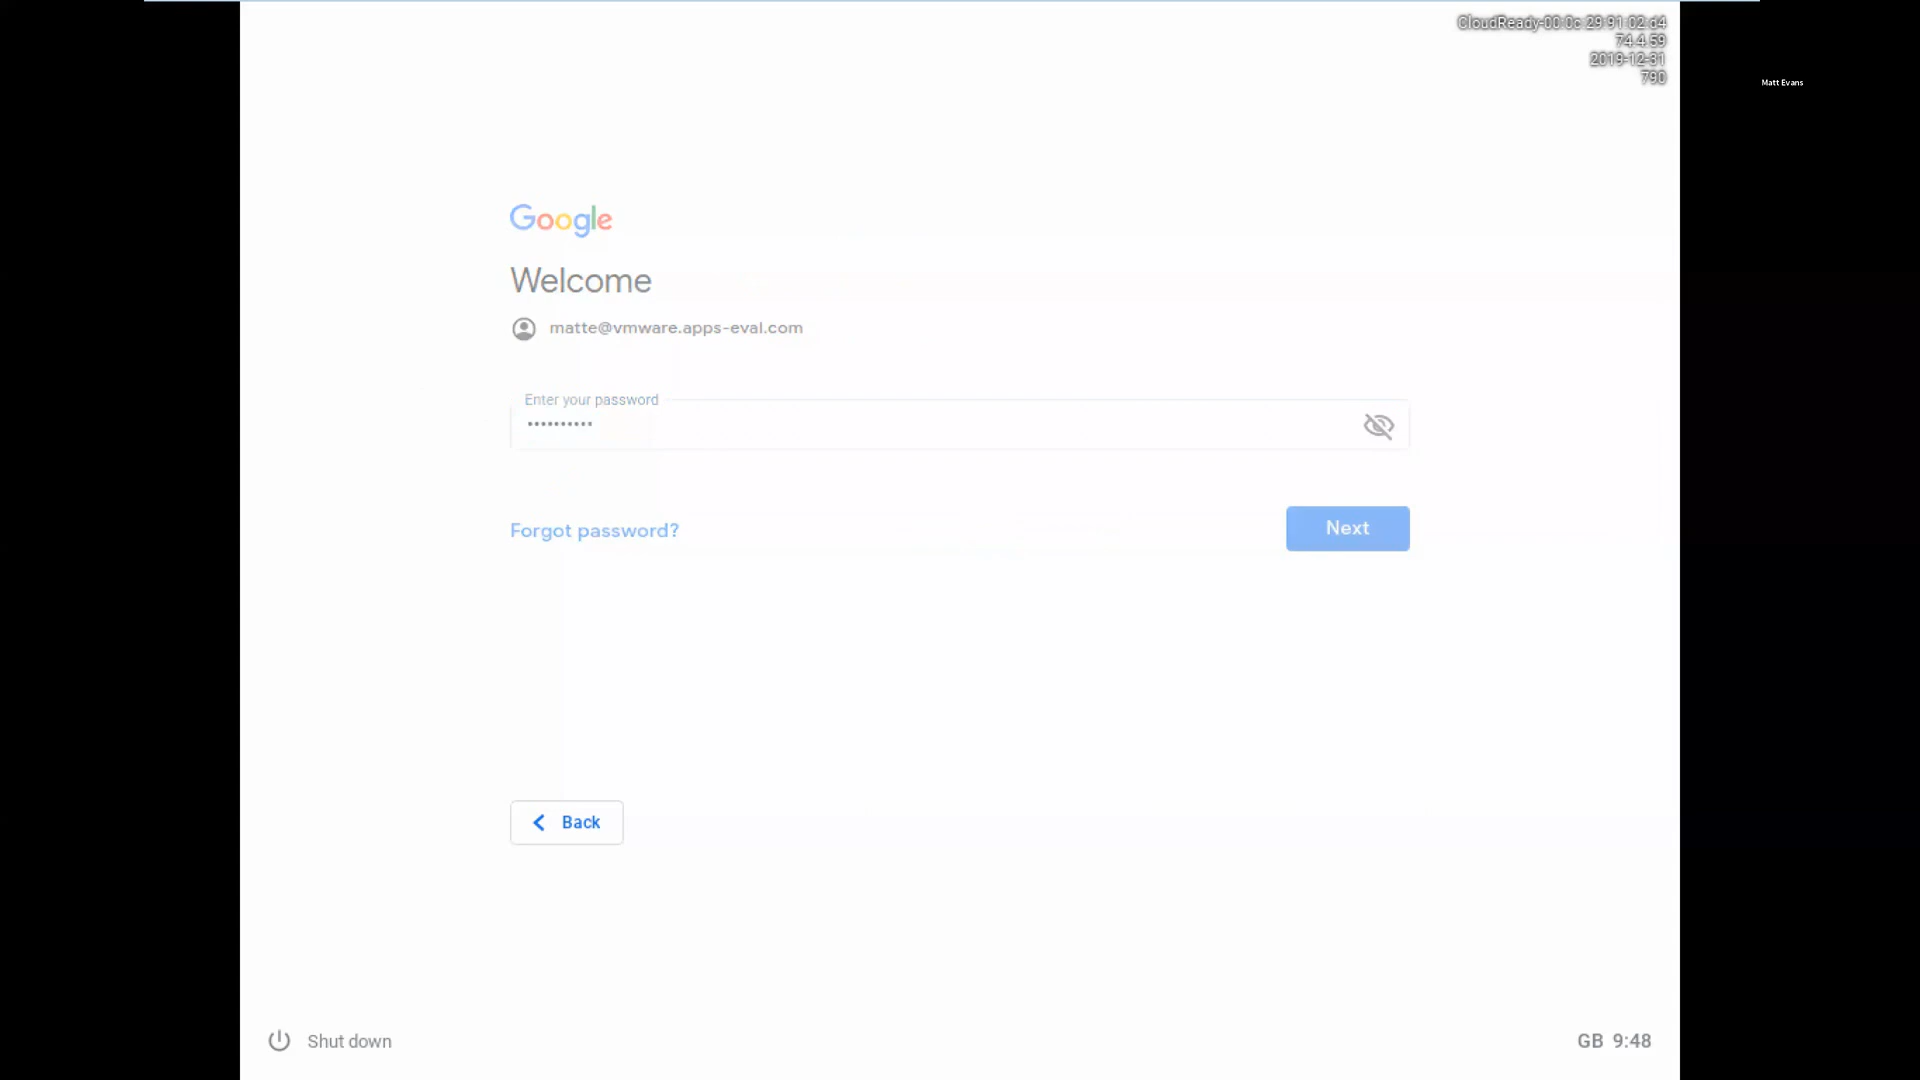 CloudReady-00:0c:29:91:02:d4
74.4.59
2019-12-31
790
Matt Evans
Google
Welcome
matte@vmware.apps-eval.com
Enter your password
••••••••••
Forgot password?
Next
Back
Shut down
GB 9:48